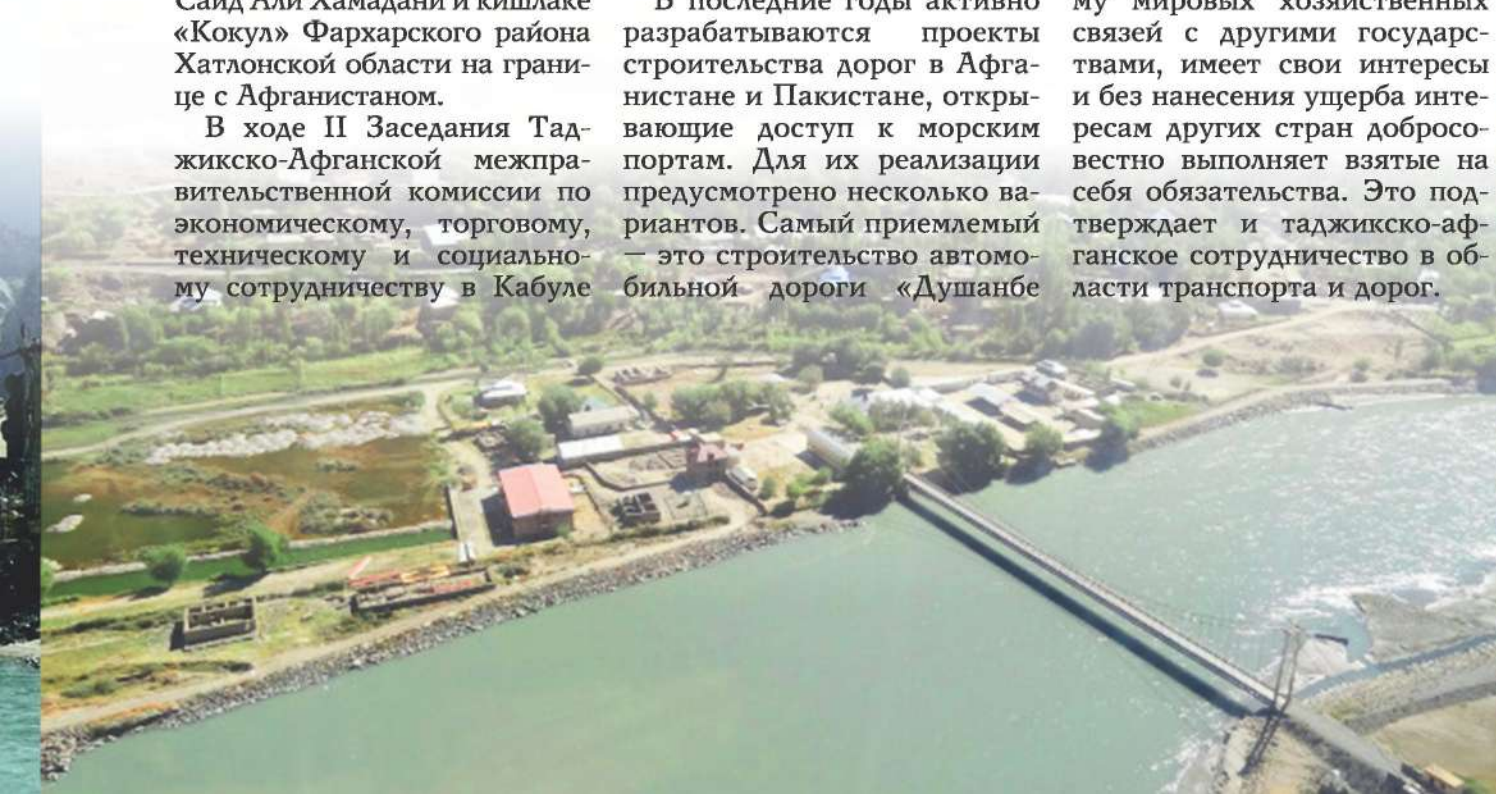 Саид Али Хамадани и кишлаке
«Кокул» Фархарского района
Хатлонской области на грани-
це с Афганистаном.
В ходе II Заседания Тад-
жикско-Афганской межпра-
вительственной комиссии по
экономическому, торговому,
техническому и социально-
му сотрудничеству в Кабуле
В последние годы активно
разрабатываются проекты
строительства дорог в Афга-
нистане и Пакистане, откры-
вающие доступ к морским
портам. Для их реализации
предусмотрено несколько ва-
риантов. Самый приемлемый
— это строительство автомо-
бильной дороги «Душанбе
му мировых хозяйственных
связей с другими государс-
твами, имеет свои интересы
и без нанесения ущерба инте-
ресам других стран добросо-
вестно выполняет взятые на
себя обязательства. Это под-
тверждает и таджикско-аф-
ганское сотрудничество в об-
ласти транспорта и дорог.